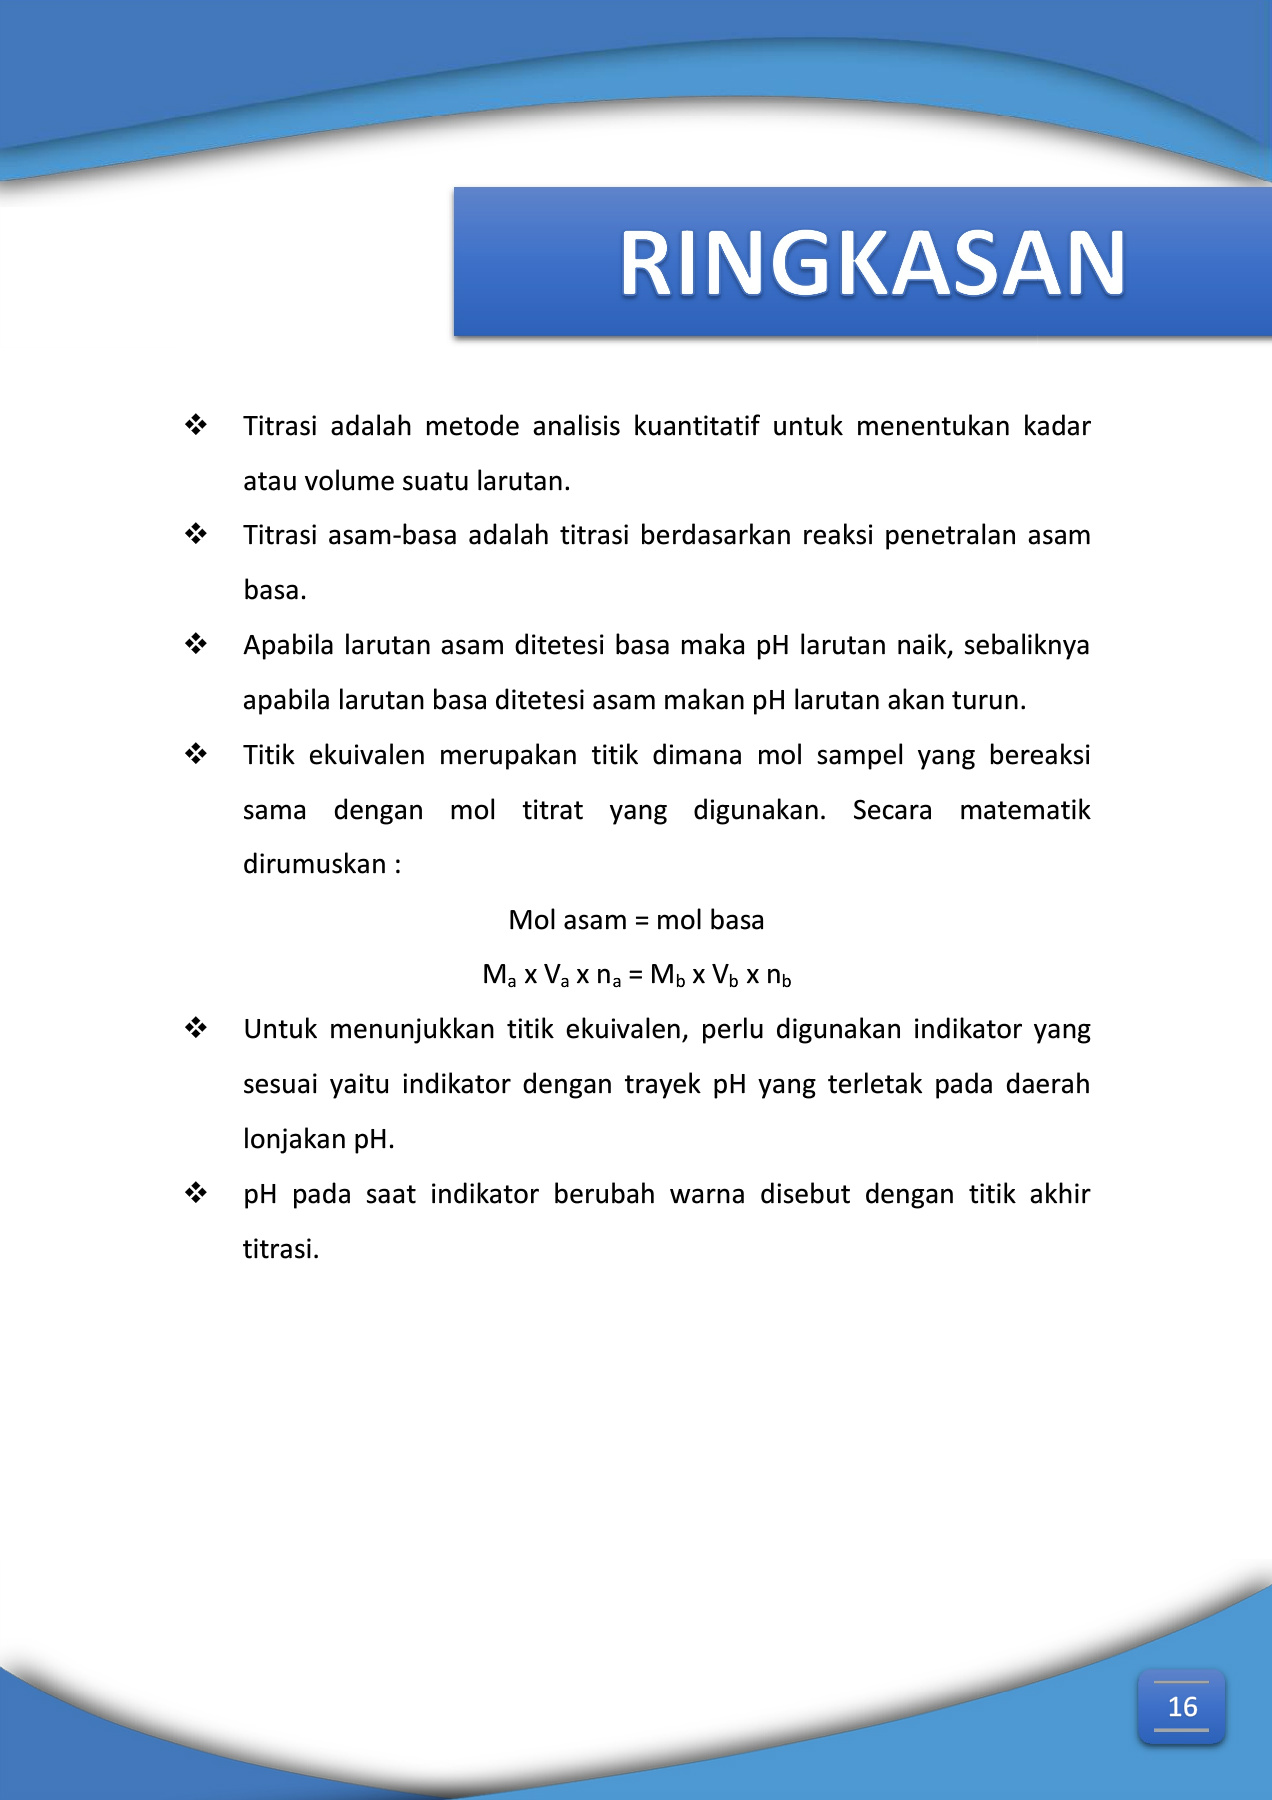 RINGKASAN
❖ Titrasi adalah metode analisis kuantitatif untuk menentukan kadar
atau volume suatu larutan.
❖ Titrasi asam-basa adalah titrasi berdasarkan reaksi penetralan asam
basa.
❖ Apabila larutan asam ditetesi basa maka pH larutan naik, sebaliknya
apabila larutan basa ditetesi asam makan pH larutan akan turun.
❖ Titik ekuivalen merupakan titik dimana mol sampel yang bereaksi
sama dengan mol titrat yang digunakan. Secara matematik
dirumuskan :
Mol asam = mol basa
Mₐ x Vₐ x nₐ = M_b x V_b x n_b
❖ Untuk menunjukkan titik ekuivalen, perlu digunakan indikator yang
sesuai yaitu indikator dengan trayek pH yang terletak pada daerah
lonjakan pH.
❖ pH pada saat indikator berubah warna disebut dengan titik akhir
titrasi.
16